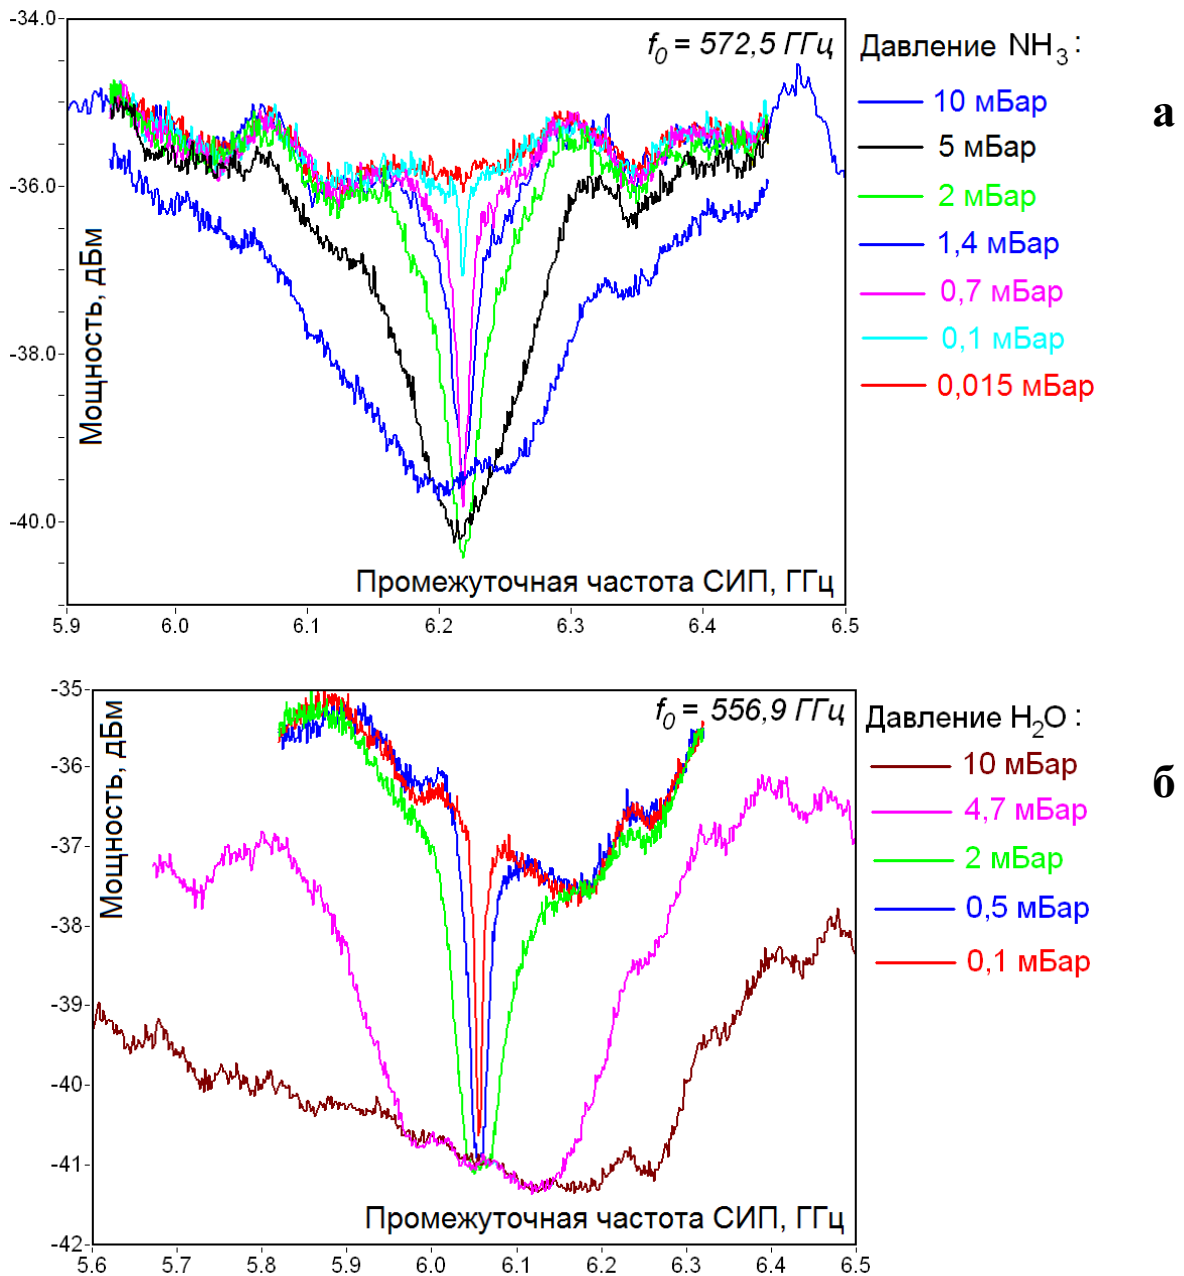 -34.0
-36.0
-38.0
-40.0
Мощность, дБм
f0 = 572,5 ГГц
Промежуточная частота СИП, ГГц
5.9 6.0 6.1 6.2 6.3 6.4 6.5
Давление NH3 :
10 мБар
5 мБар
2 мБар
1,4 мБар
0,7 мБар
0,1 мБар
0,015 мБар
а
-35
-36
-37
-38
-39
-40
-41
-42
Мощность, дБм
f0 = 556,9 ГГц
Промежуточная частота СИП, ГГц
5.6 5.7 5.8 5.9 6.0 6.1 6.2 6.3 6.4 6.5
Давление H2O :
10 мБар
4,7 мБар
2 мБар
0,5 мБар
0,1 мБар
б